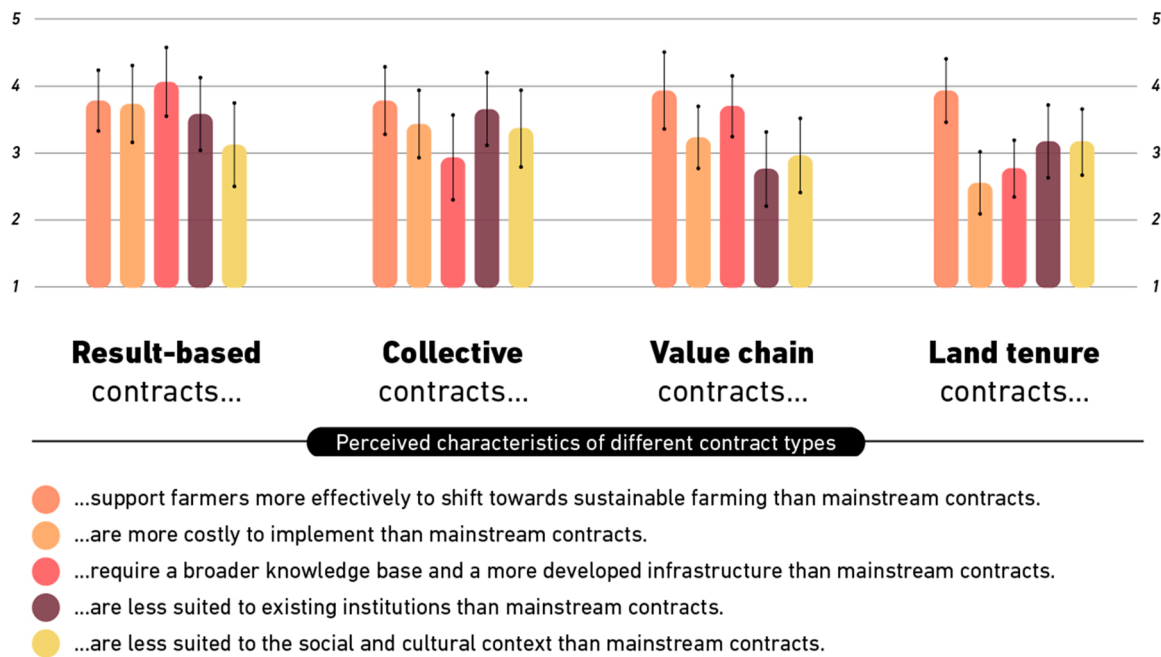 5 5
4 4
3 3
2 2
1 1
Result-based Collective Value chain Land tenure
contracts... contracts... contracts... contracts...
Perceived characteristics of different contract types
...support farmers more effectively to shift towards sustainable farming than mainstream contracts.
...are more costly to implement than mainstream contracts.
...require a broader knowledge base and a more developed infrastructure than mainstream contracts.
...are less suited to existing institutions than mainstream contracts.
...are less suited to the social and cultural context than mainstream contracts.